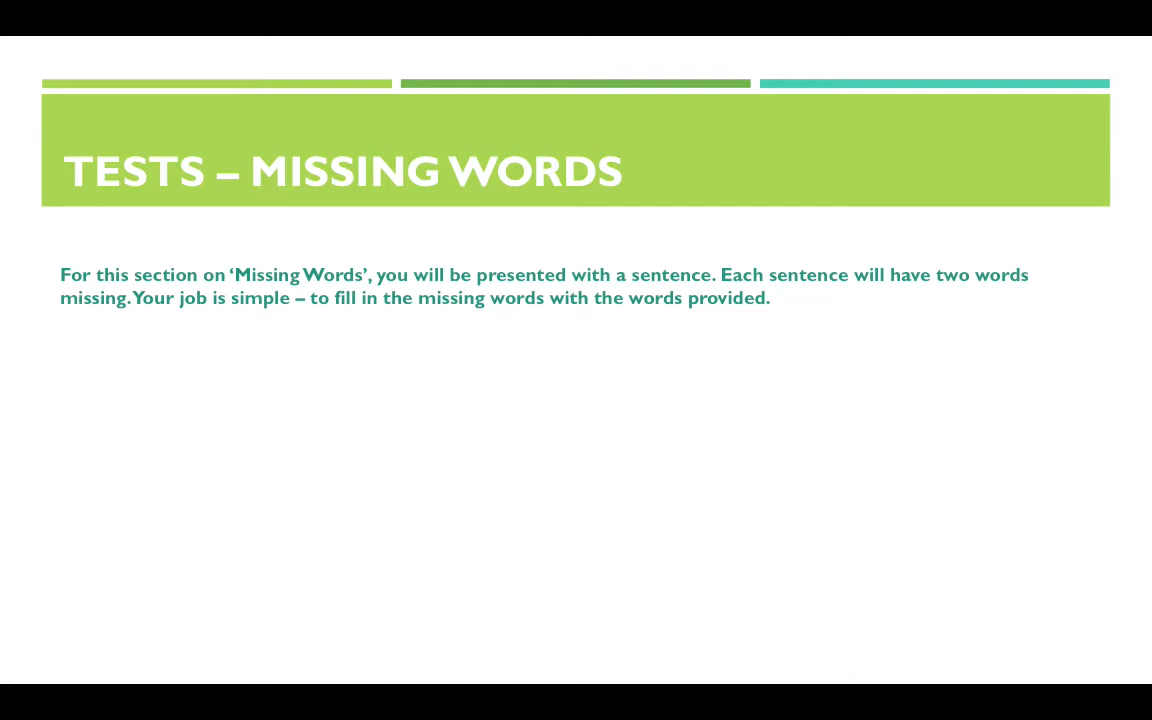 TESTS – MISSING WORDS
For this section on ‘Missing Words’, you will be presented with a sentence. Each sentence will have two words
missing. Your job is simple – to fill in the missing words with the words provided.